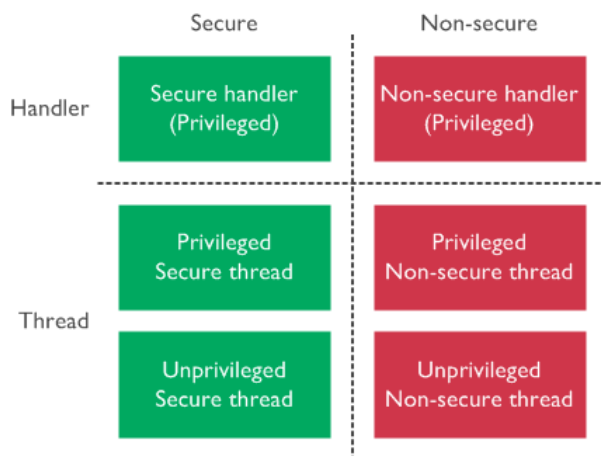 Secure
Non-secure
Handler
Secure handler
(Privileged)
Non-secure handler
(Privileged)
Thread
Privileged
Secure thread
Privileged
Non-secure thread
Unprivileged
Secure thread
Unprivileged
Non-secure thread